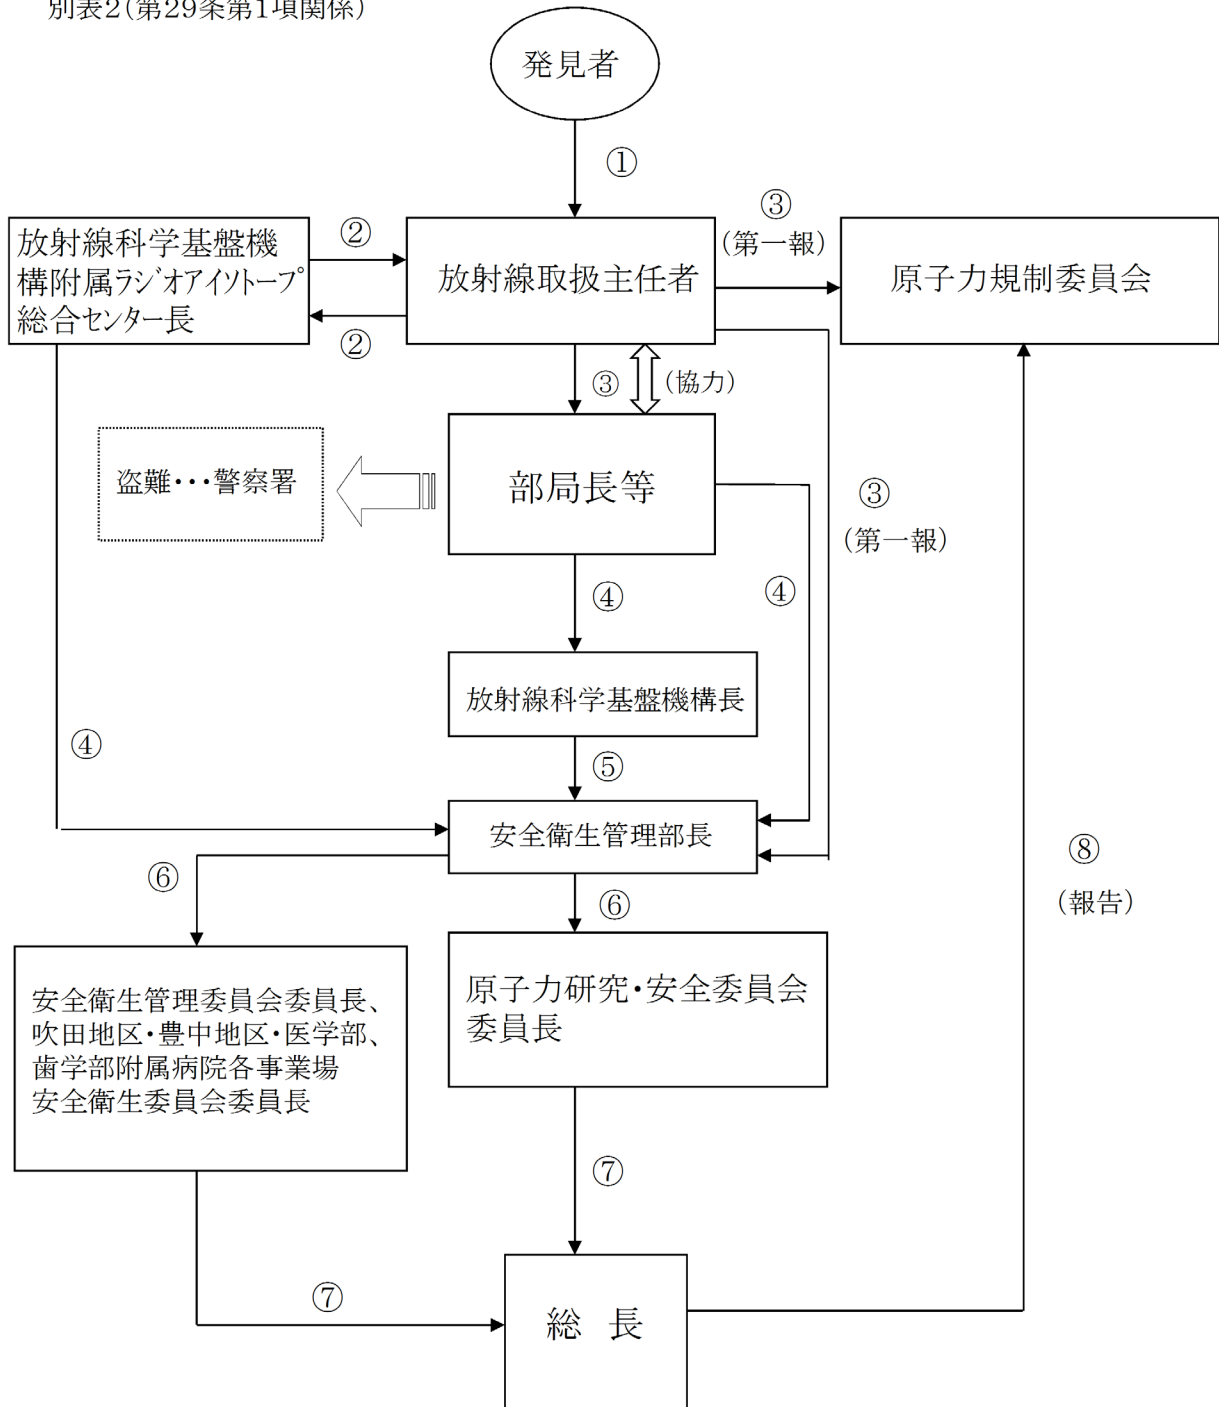 別表2(第29条第1項関係)
発見者
①
放射線科学基盤機
構附属ラジオアイソトープ
総合センター長
②
②
放射線取扱主任者
③
(第一報)
原子力規制委員会
③
(協力)
盗難・・・警察署
部局長等
③
(第一報)
④
④
放射線科学基盤機構長
④
⑤
安全衛生管理部長
⑥
⑥
⑧
(報告)
安全衛生管理委員会委員長、
吹田地区・豊中地区・医学部、
歯学部附属病院各事業場
安全衛生委員会委員長
原子力研究・安全委員会
委員長
⑦
⑦
総 長